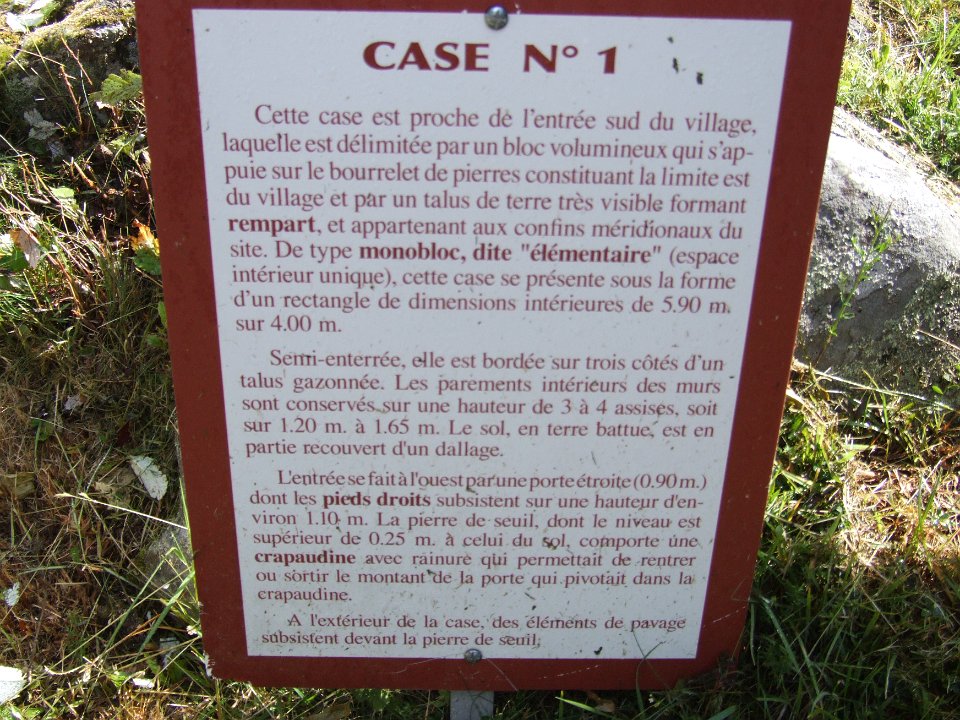 CASE N° 1
Cette case est proche de l'entrée sud du village,
laquelle est délimitée par un bloc volumineux qui s'ap-
puie sur le bourrelet de pierres constituant la limite est
du village et par un talus de terre très visible formant
rempart, et appartenant aux confins méridionaux du
site. De type monobloc, dite "élémentaire" (espace
intérieur unique), cette case se présente sous la forme
d'un rectangle de dimensions intérieures de 5.90 m.
sur 4.00 m.
Semi-enterrée, elle est bordée sur trois côtés d'un
talus gazonnée. Les parements intérieurs des murs
sont conservés sur une hauteur de 3 à 4 assises, soit
sur 1.20 m. à 1.65 m. Le sol, en terre battue, est en
partie recouvert d'un dallage.
L'entrée se fait à l'ouest par une porte étroite (0.90 m.)
dont les pieds droits subsistent sur une hauteur d'en-
viron 1.10 m. La pierre de seuil, dont le niveau est
supérieur de 0.25 m. à celui du sol, comporte une
crapaudine avec rainure qui permettait de rentrer
ou sortir le montant de la porte qui pivotait dans la
crapaudine.
A l'extérieur de la case, des éléments de pavage
subsistent devant la pierre de seuil.